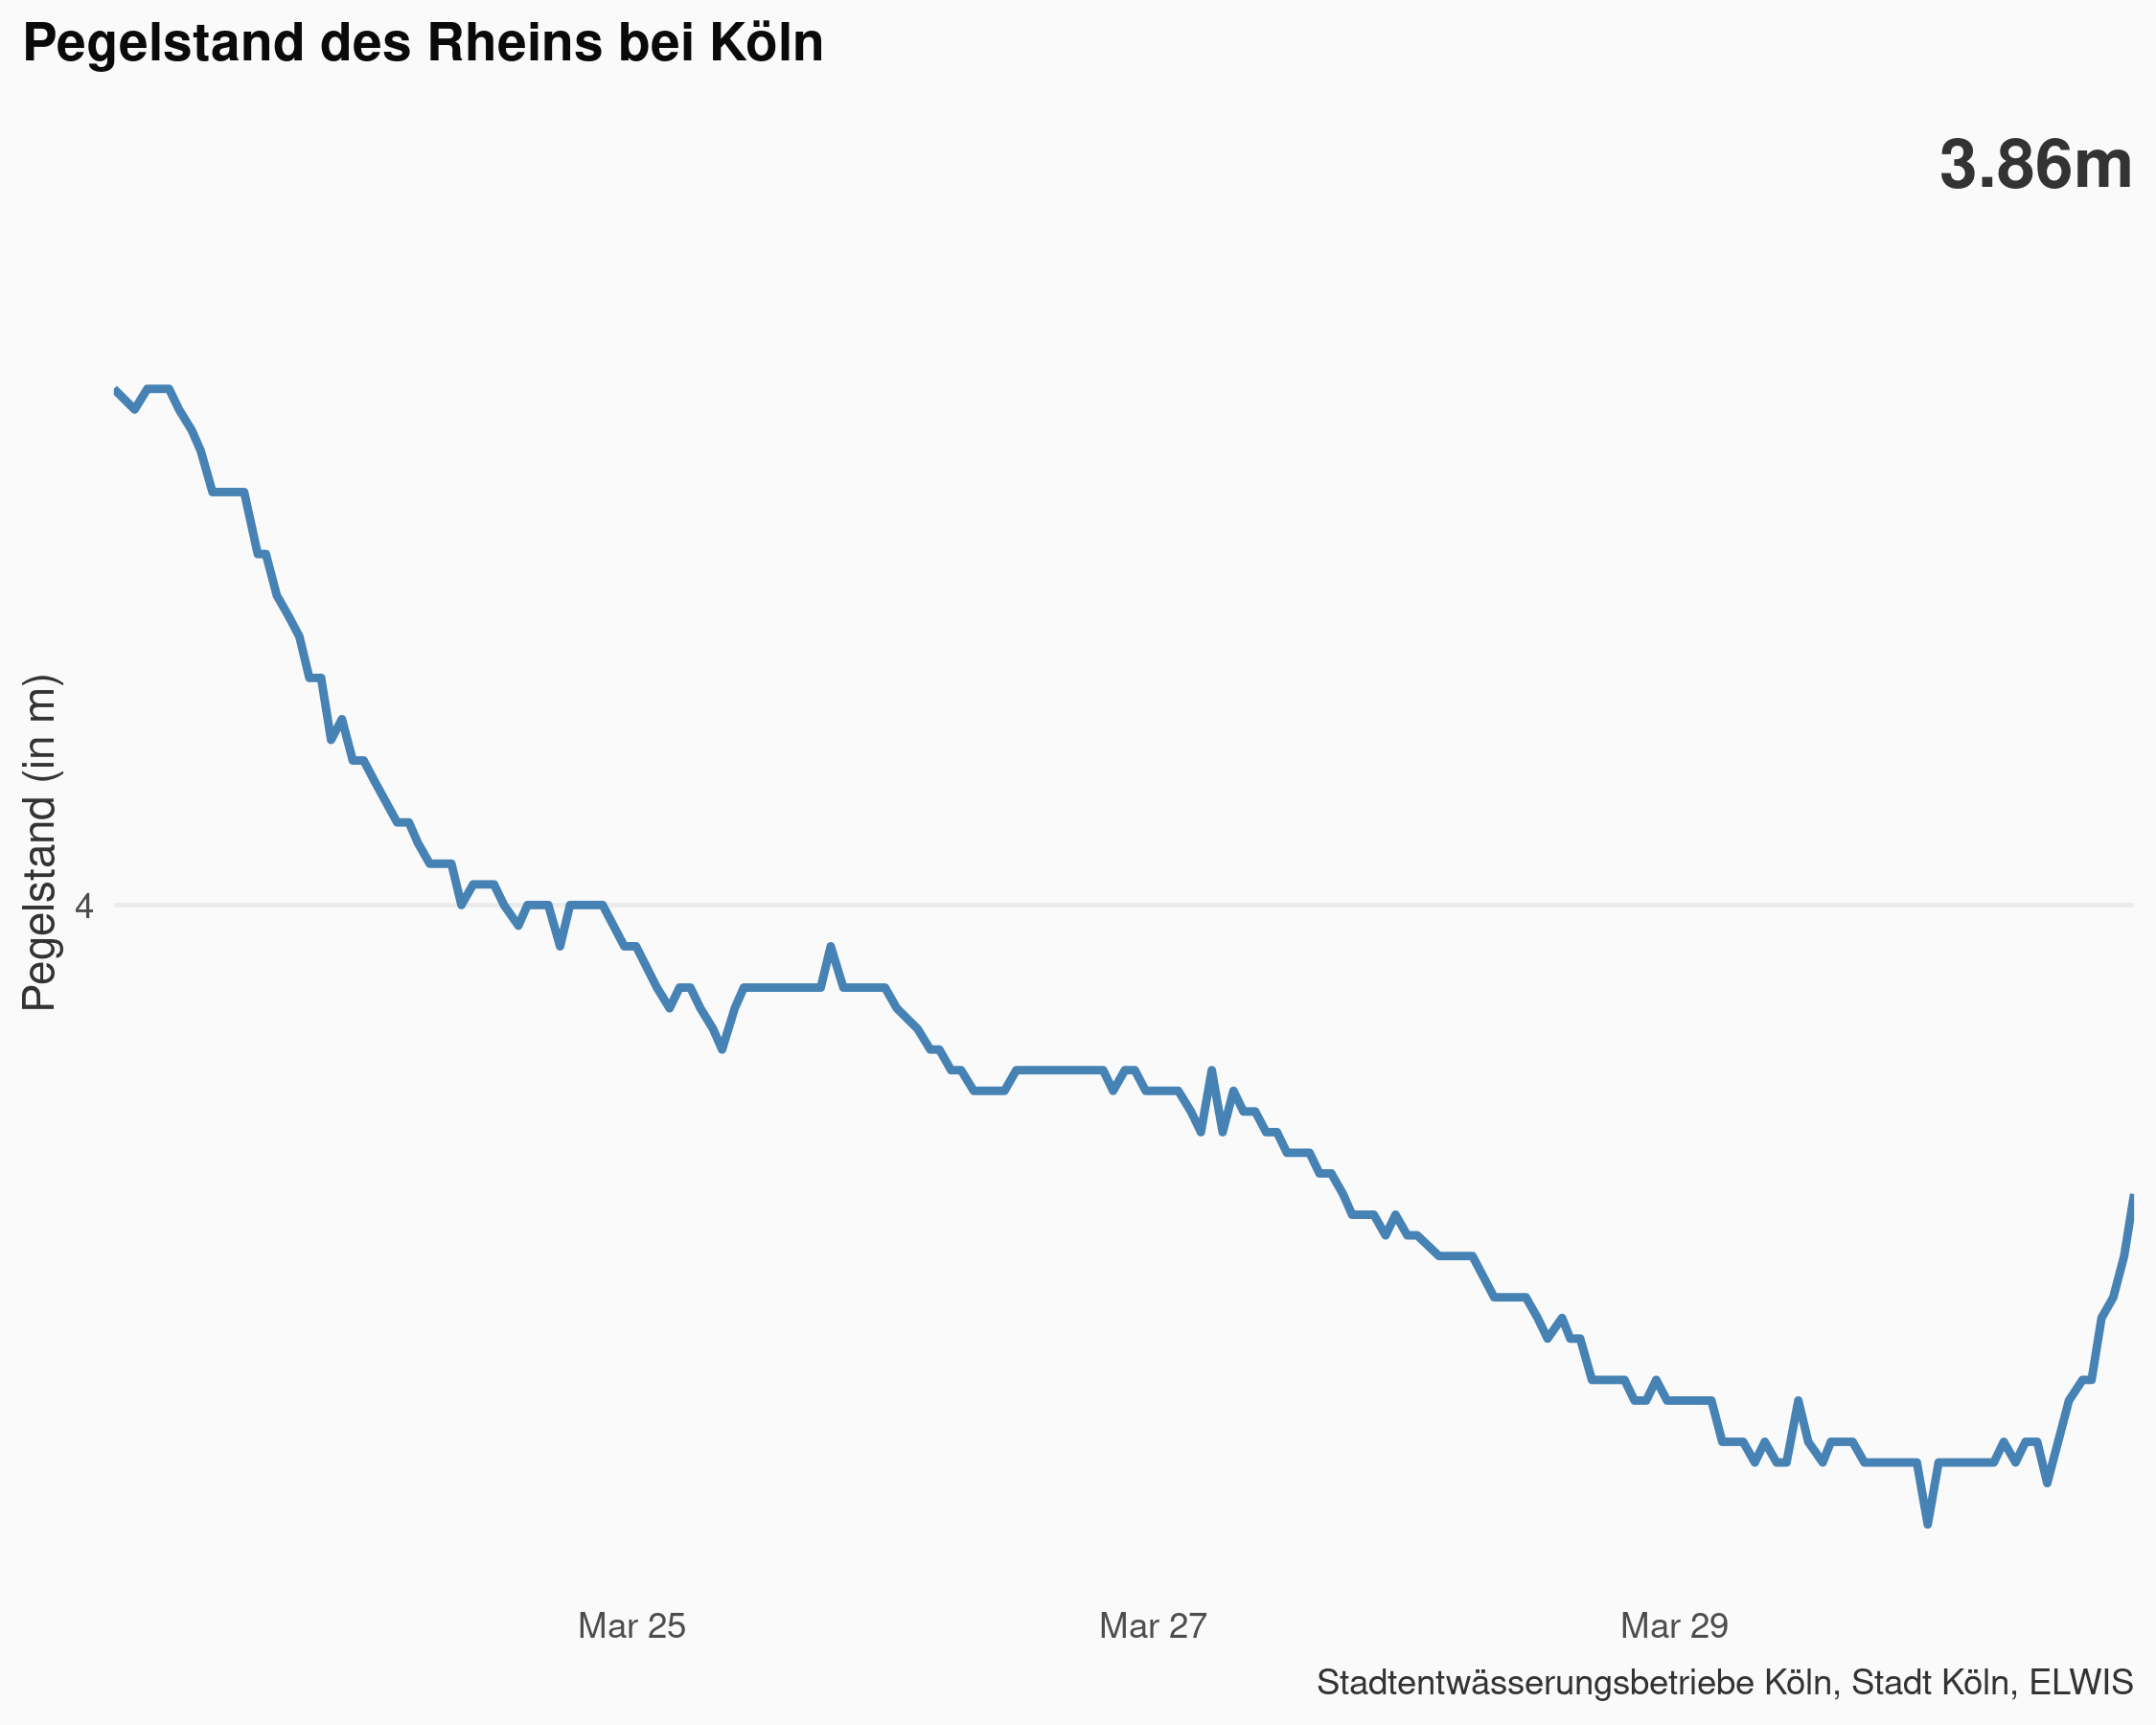 Pegelstand des Rheins bei Köln
3.86m
Pegelstand (in m)
4
Mar 25
Mar 27
Mar 29
Stadtentwässerungsbetriebe Köln, Stadt Köln, ELWIS